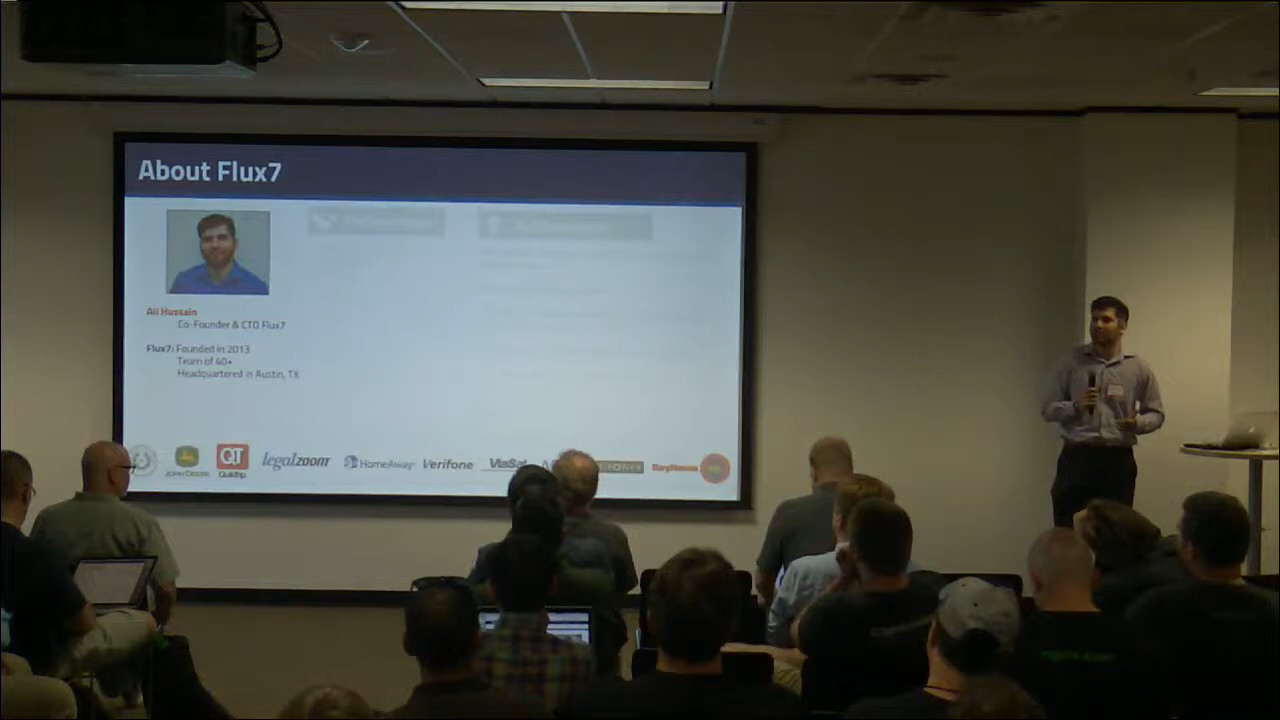 About Flux7
Ali Hussain
Co-Founder & CTO Flux7
Flux7: Founded in 2013
Team of 40+
Headquartered in Austin, TX
JOHN DEERE
QT
QuikTrip
legalzoom
HomeAway
Verifone
ViaSat